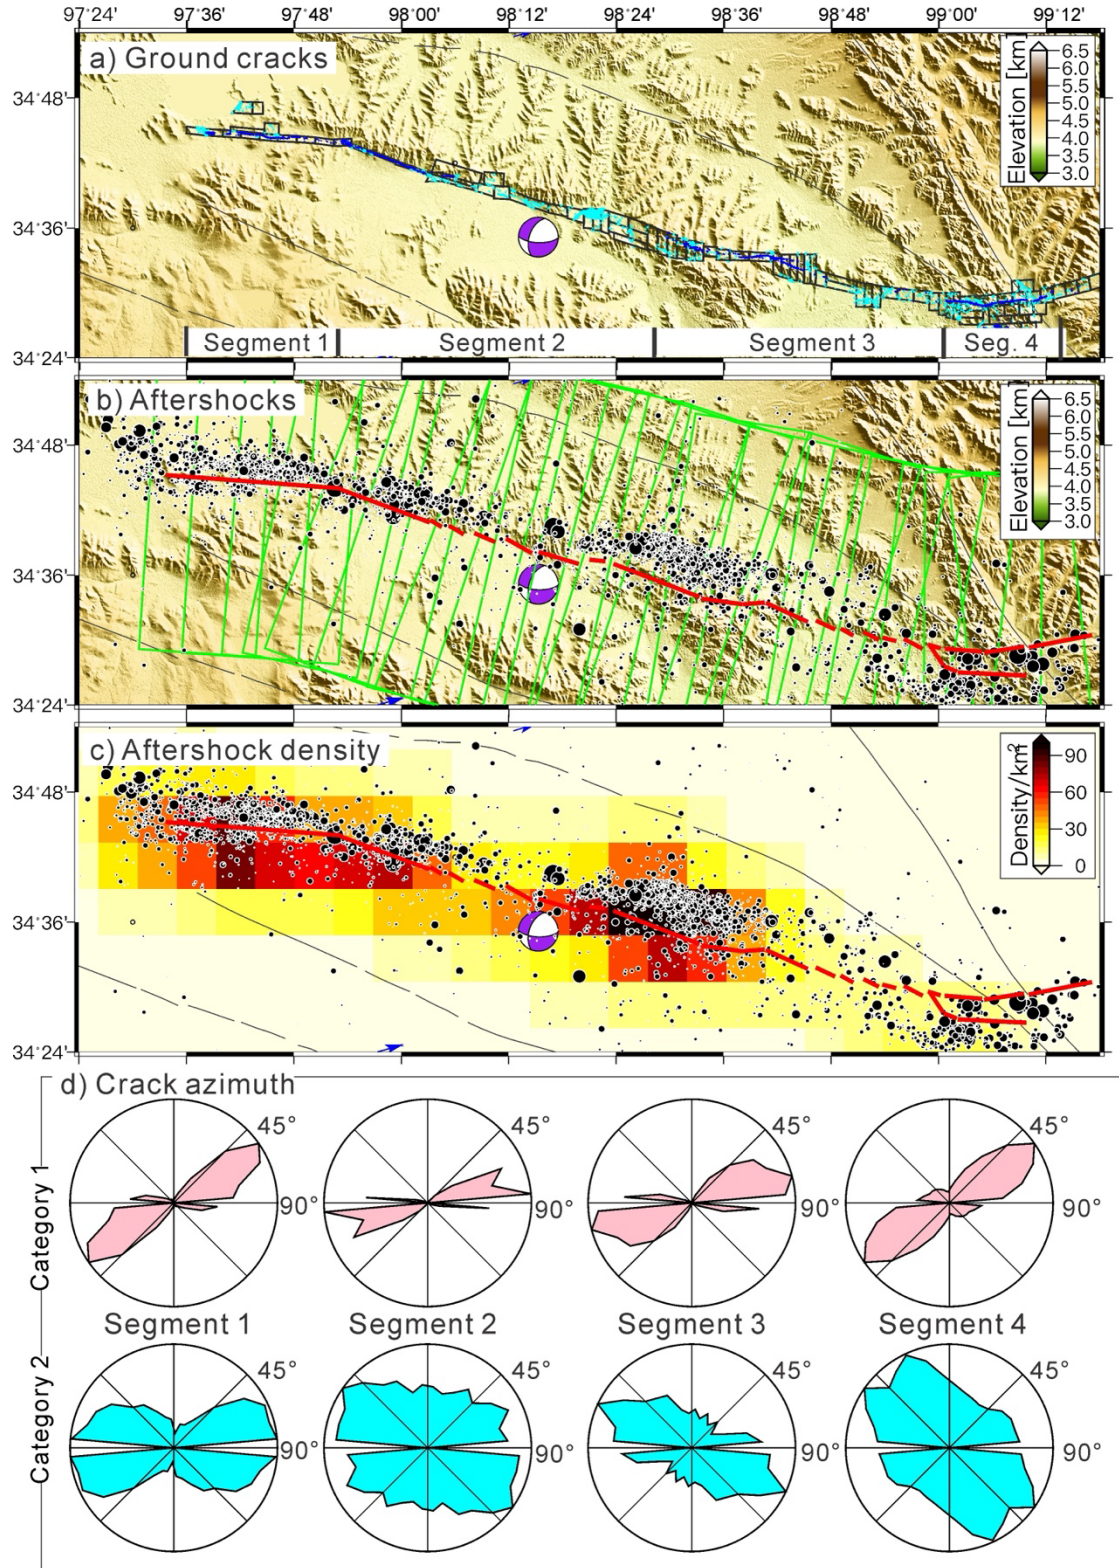 97°24' 97°36' 97°48' 98°00' 98°12' 98°24' 98°36' 98°48' 99°00' 99°12'
a) Ground cracks
Elevation [km]
6.5
6.0
5.5
5.0
4.5
4.0
3.5
3.0
34°48'
34°36'
34°24'
Segment 1 Segment 2 Segment 3 Seg. 4
b) Aftershocks
Elevation [km]
6.5
6.0
5.5
5.0
4.5
4.0
3.5
3.0
34°48'
34°36'
34°24'
c) Aftershock density
Density/km²
90
60
30
0
34°48'
34°36'
34°24'
d) Crack azimuth
Category 1
45° 45° 45° 45°
90° 90° 90° 90°
Segment 1 Segment 2 Segment 3 Segment 4
Category 2
45° 45° 45° 45°
90° 90° 90° 90°